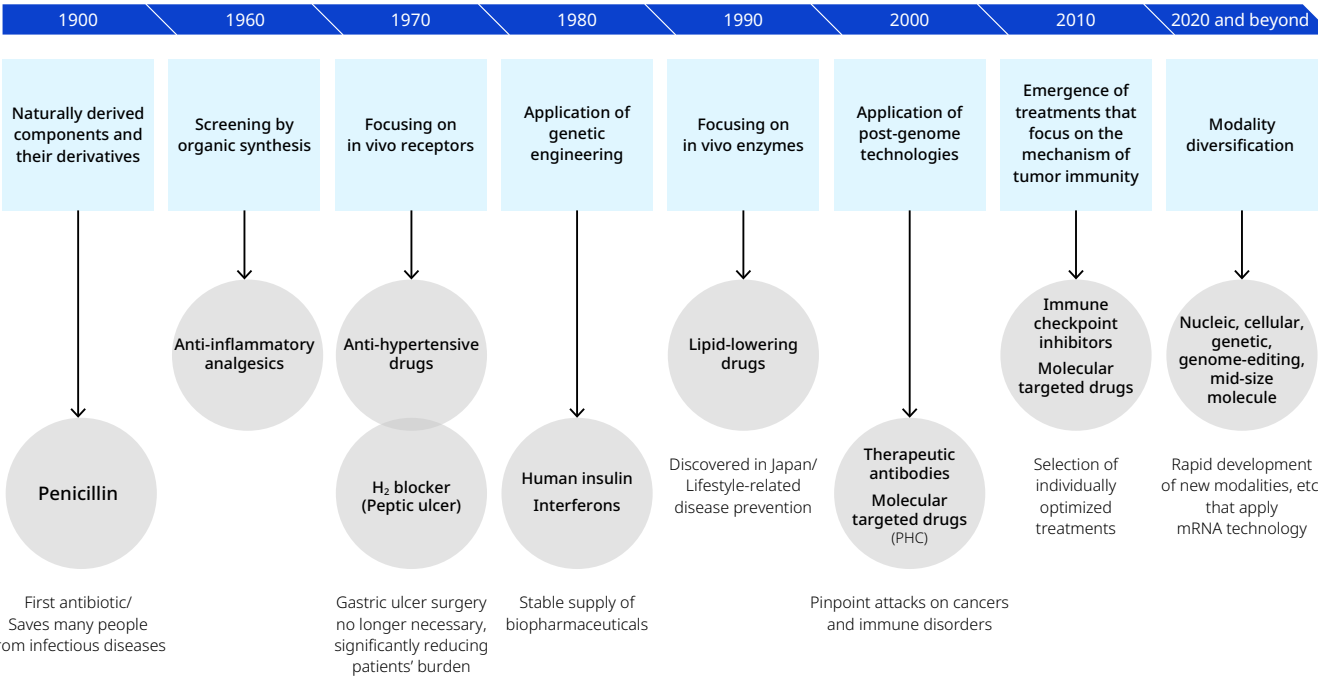 1900
1960
1970
1980
1990
2000
2010
2020 and beyond
Naturally derived
components and
their derivatives
Screening by
organic synthesis
Focusing on
in vivo receptors
Application of
genetic
engineering
Focusing on
in vivo enzymes
Application of
post-genome
technologies
Emergence of
treatments that
focus on the
mechanism of
tumor immunity
Modality
diversification
Penicillin
First antibiotic/
Saves many people
rom infectious diseases
Anti-inflammatory
analgesics
Anti-hypertensive
drugs
H₂ blocker
(Peptic ulcer)
Gastric ulcer surgery
no longer necessary,
significantly reducing
patients’ burden
Human insulin
Interferons
Stable supply of
biopharmaceuticals
Lipid-lowering
drugs
Discovered in Japan/
Lifestyle-related
disease prevention
Therapeutic
antibodies
Molecular
targeted drugs
(PHC)
Pinpoint attacks on cancers
and immune disorders
Immune
checkpoint
inhibitors
Molecular
targeted drugs
Selection of
individually
optimized
treatments
Nucleic, cellular,
genetic,
genome-editing,
mid-size
molecule
Rapid development
of new modalities, etc
that apply
mRNA technology